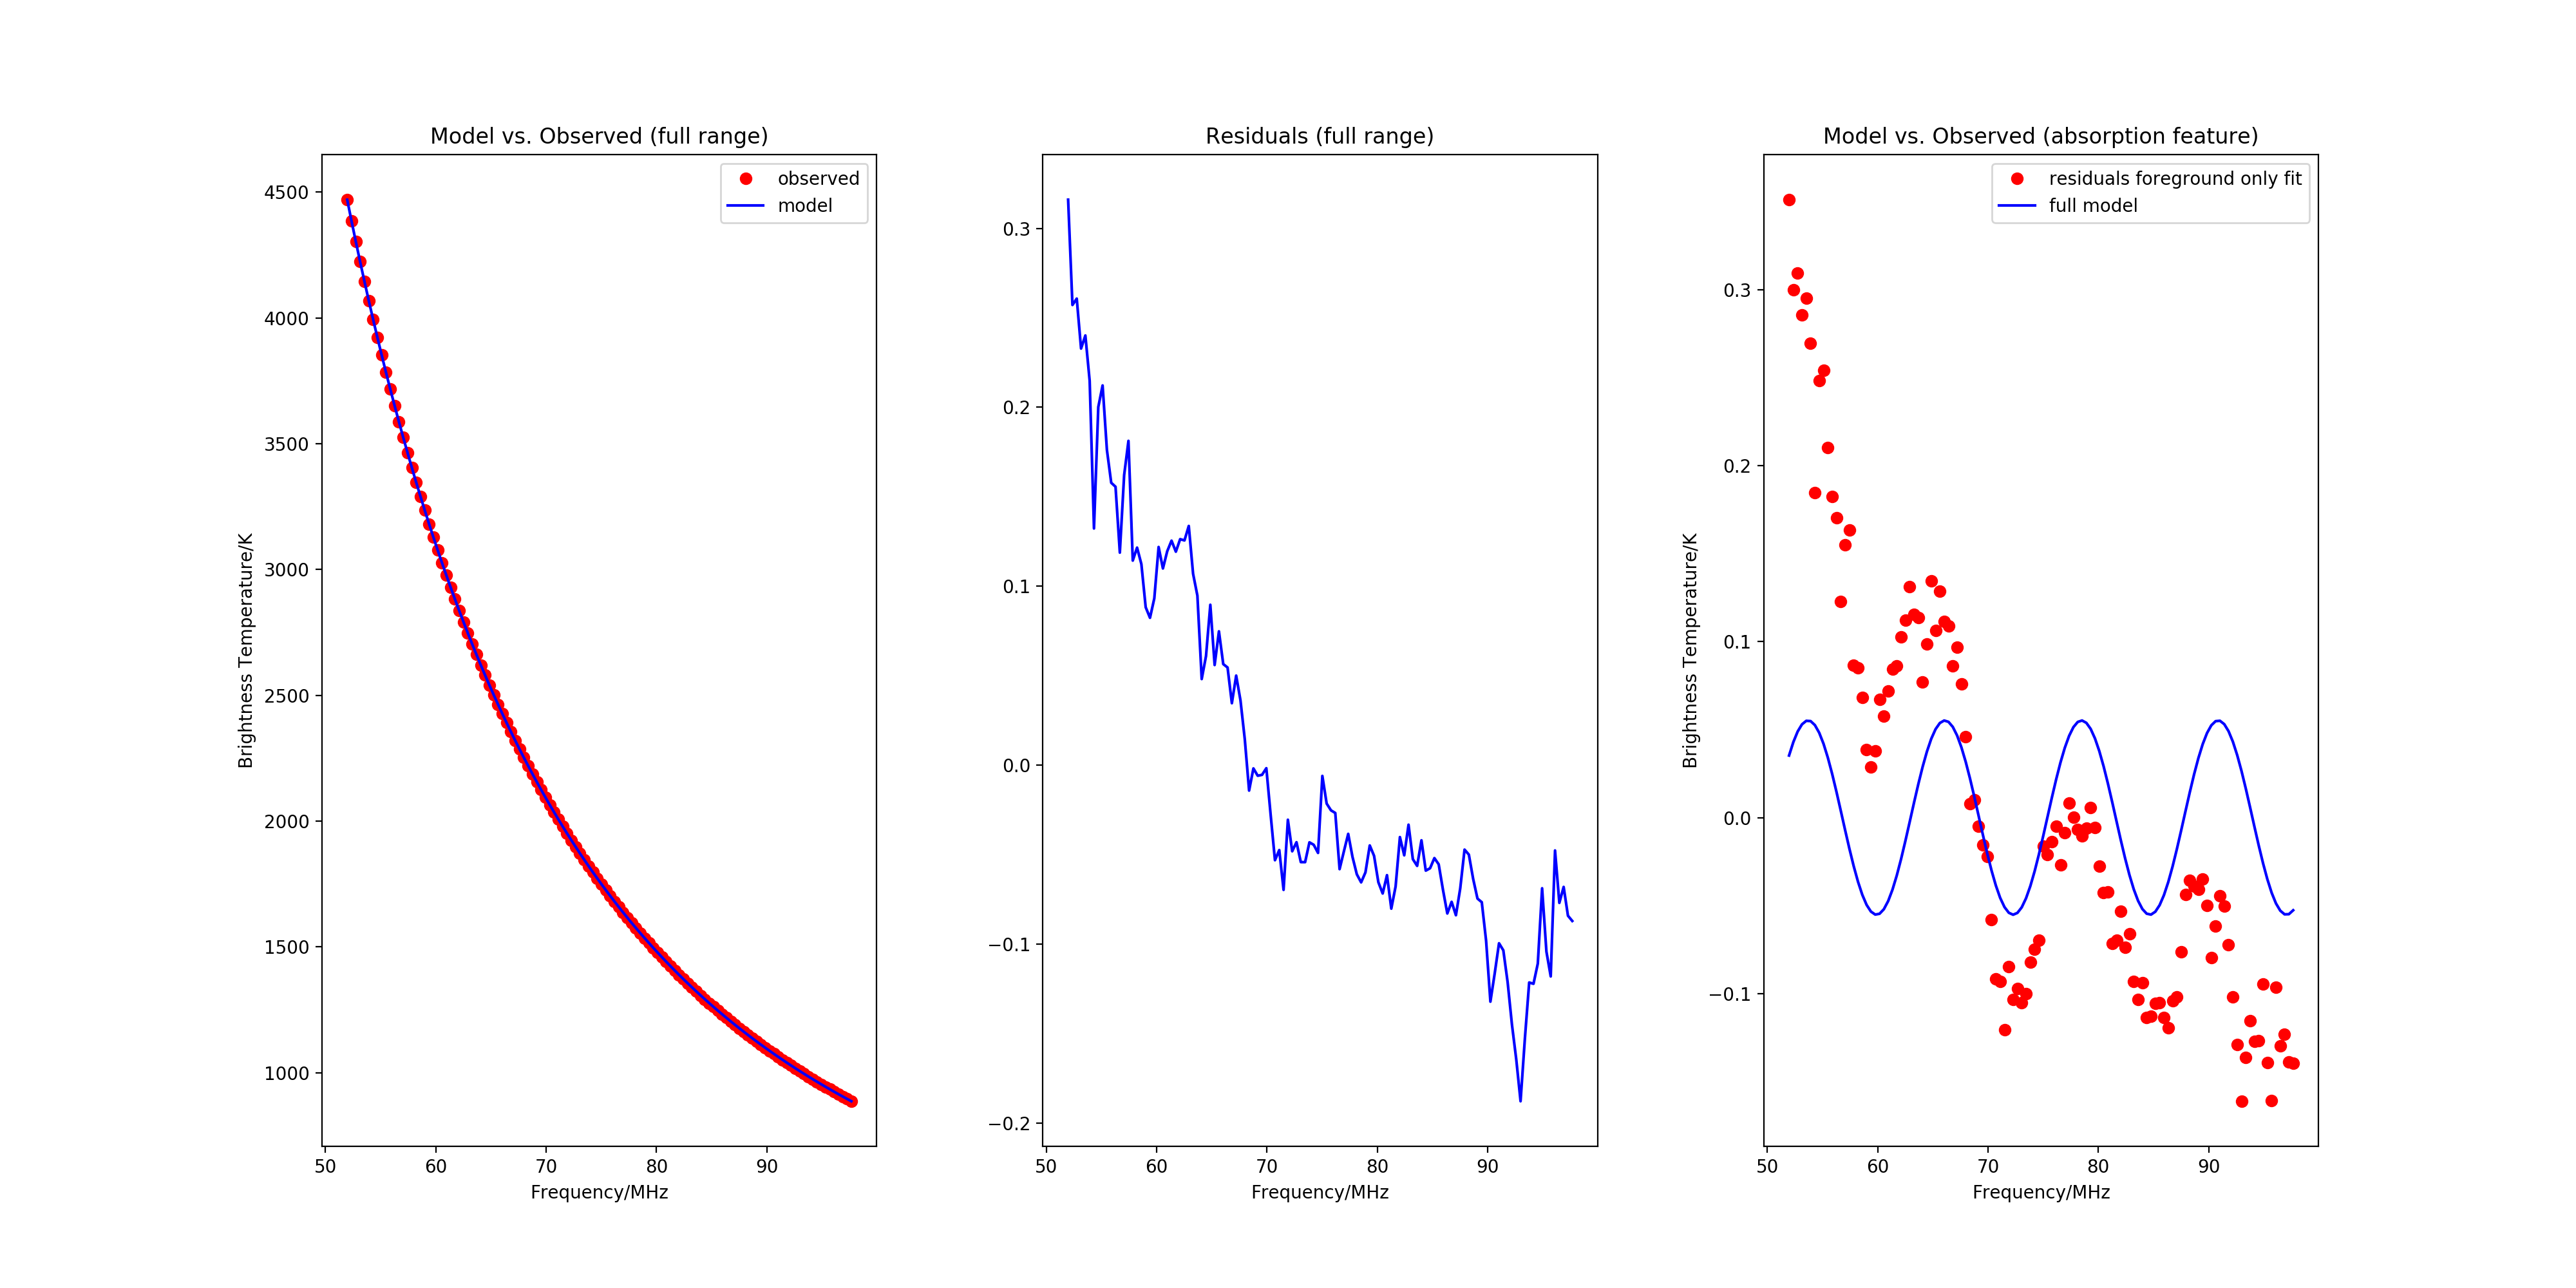 Model vs. Observed (full range)
observed
model
4500
4000
3500
3000
2500
2000
1500
1000
50 60 70 80 90
Brightness Temperature/K
Frequency/MHz
Residuals (full range)
0.3
0.2
0.1
0.0
−0.1
−0.2
50 60 70 80 90
Frequency/MHz
Model vs. Observed (absorption feature)
residuals foreground only fit
full model
0.3
0.2
0.1
0.0
−0.1
50 60 70 80 90
Brightness Temperature/K
Frequency/MHz